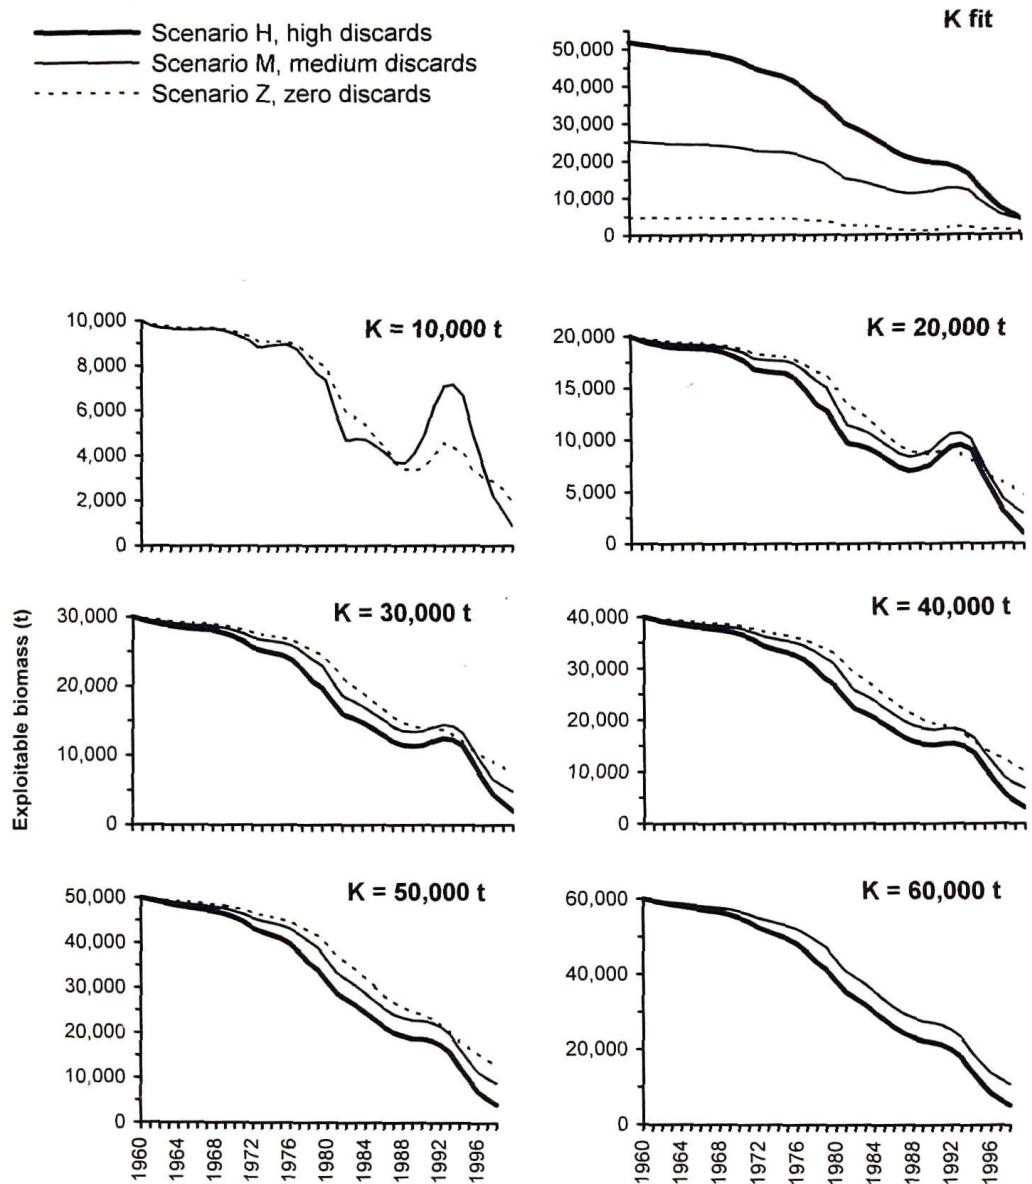 Scenario H, high discards
Scenario M, medium discards
Scenario Z, zero discards
K fit
50,000
40,000
30,000
20,000
10,000
0
K = 10,000 t
10,000
8,000
6,000
4,000
2,000
0
K = 20,000 t
20,000
15,000
10,000
5,000
0
Exploitable biomass (t)
K = 30,000 t
30,000
20,000
10,000
0
K = 40,000 t
40,000
30,000
20,000
10,000
0
K = 50,000 t
50,000
40,000
30,000
20,000
10,000
0
1960 1964 1968 1972 1976 1980 1984 1988 1992 1996
K = 60,000 t
60,000
40,000
20,000
0
1960 1964 1968 1972 1976 1980 1984 1988 1992 1996